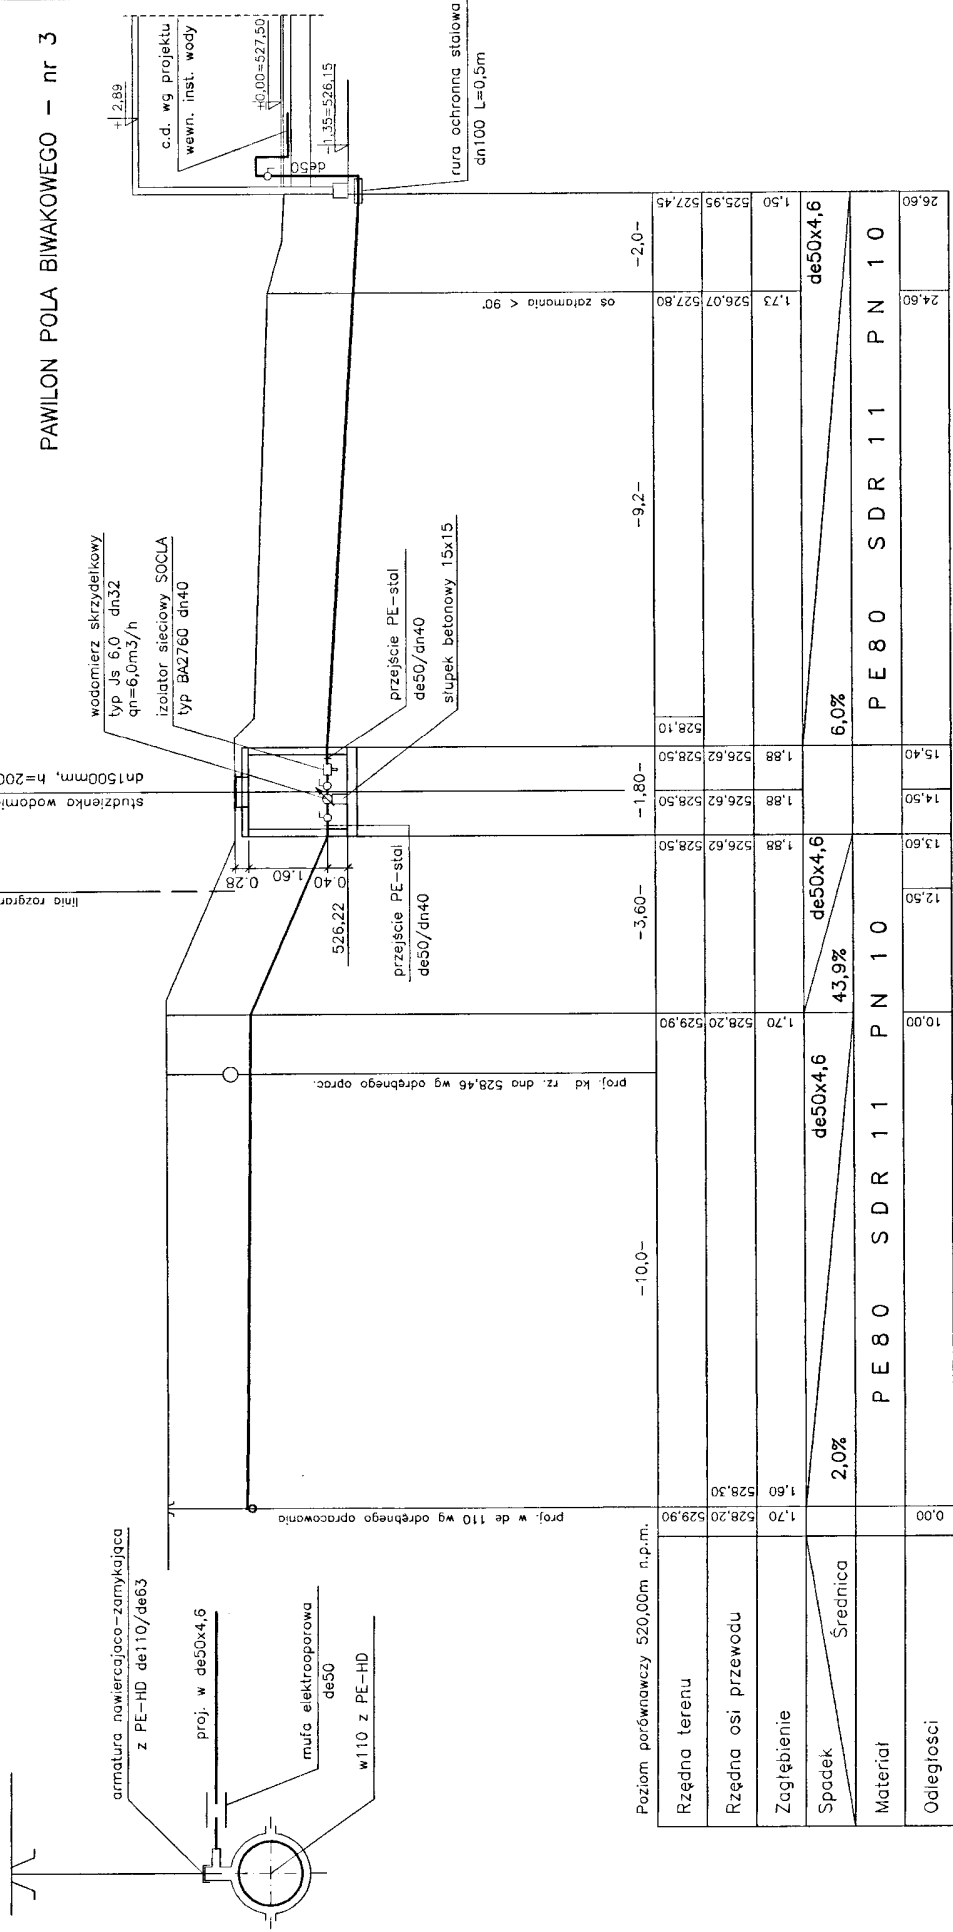 PAWILON POLA BIWAKOWEGO - nr 3
+2,89
c.d. wg projektu
wewn. inst. wody
±0,00=527,50
-1,35=526,15
de50
rura ochronna stalowa
dn100 L=0,5m
wodomierz skrzydełkowy
typ Js 6,0 dn32
qn=6,0m3/h
izolator sieciowy SOCLA
typ BA2760 dn40
dn1500mm, h=200
studzienka
linia
przejście PE-stal
de50/dn40
słupek betonowy 15x15
przejście PE-stal
de50/dn40
0.28
1.60
0.40
526,22
oś załamania < 90°
proj. kd rz. dna 528,46 wg odrębnego oprac.
proj. w de 110 wg odrębnego opracowania
armatura nawiercająco-zamykająca
z PE-HD de110/de63
proj. w de50x4,6
mufa elektrooporowa
de50
w110 z PE-HD
-10,0- -3,60- -1,80- -9,2- -2,0-
Poziom porównawczy 520,00m n.p.m.
Rzędna terenu 529,90 529,90 528,50 528,50 528,50 528,10 527,80 527,45
Rzędna osi przewodu 528,20 528,30 528,20 526,62 526,62 526,62 526,07 525,95
Zagłębienie 1,70 1,60 1,70 1,88 1,88 1,88 1,73 1,50
Spadek Średnica 2,0% de50x4,6 43,9% de50x4,6 6,0% de50x4,6
Materiał PE80 SDR11 PN 10 PE80 SDR11 PN 10
Odległości 0,00 10,00 12,50 13,60 14,50 15,40 24,60 26,60